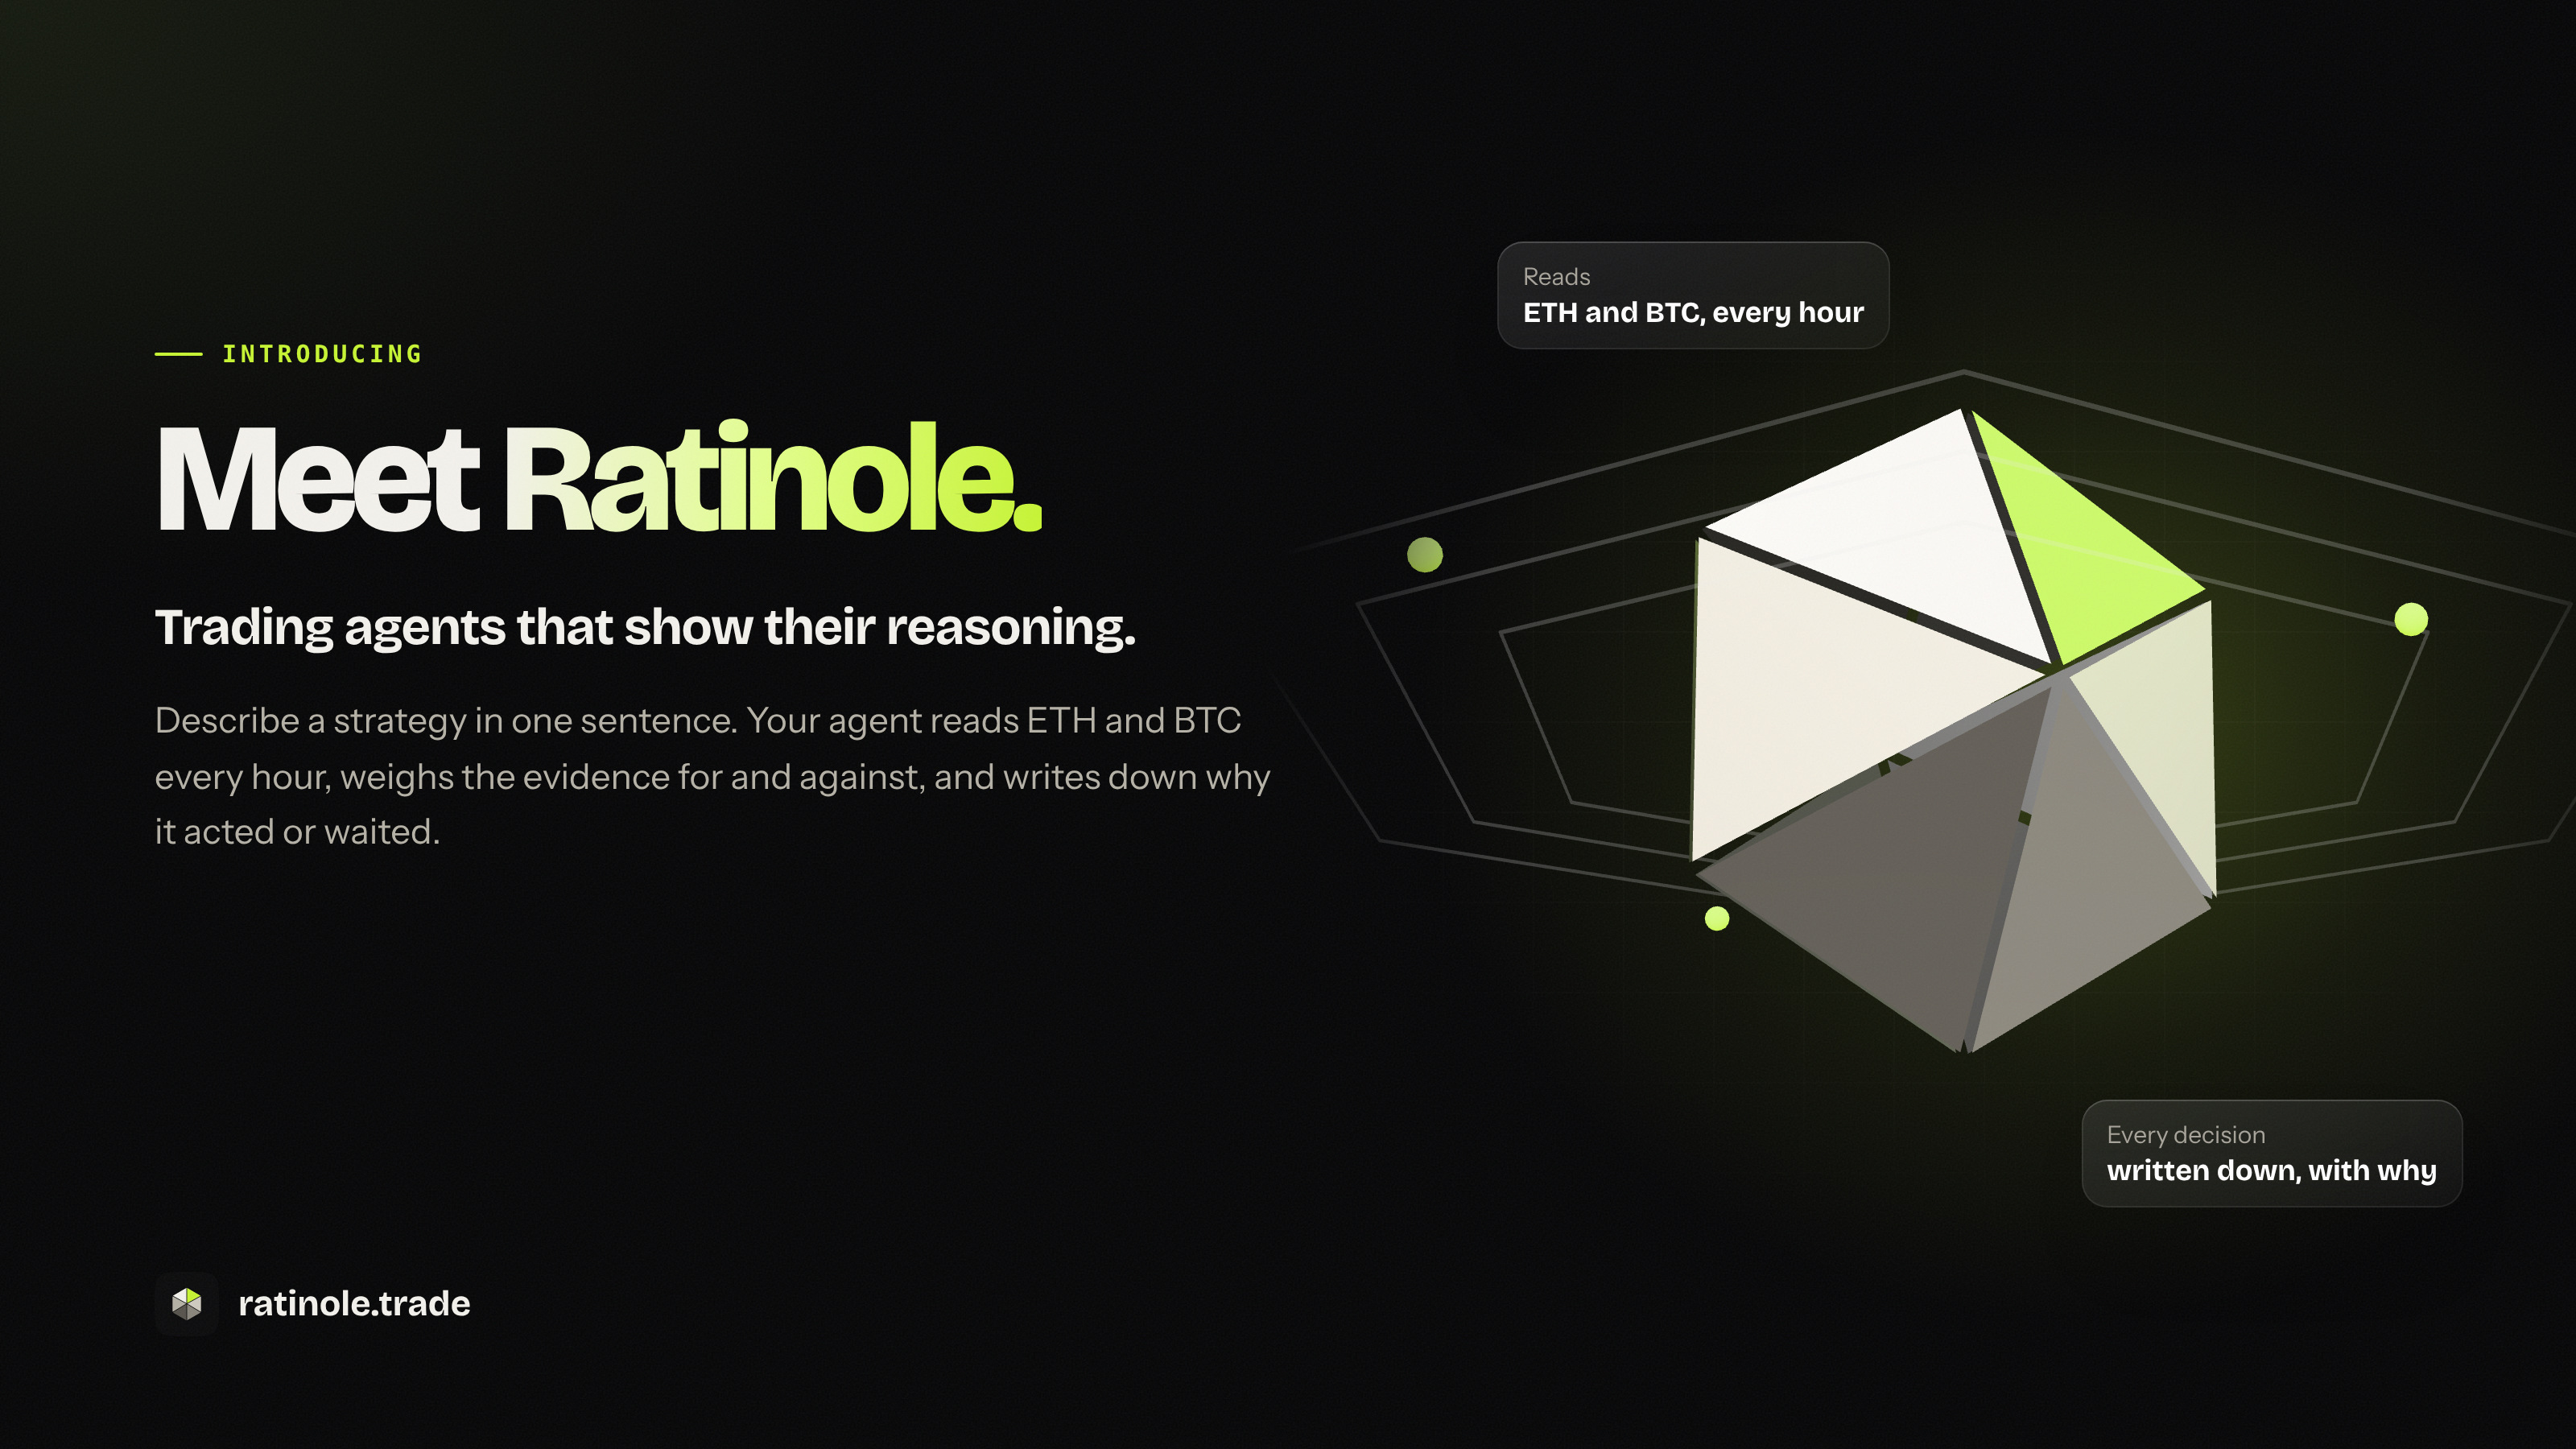 INTRODUCING
Meet Ratinole.
Trading agents that show their reasoning.
Describe a strategy in one sentence. Your agent reads ETH and BTC
every hour, weighs the evidence for and against, and writes down why
it acted or waited.
ratinole.trade
Reads
ETH and BTC, every hour
Every decision
written down, with why